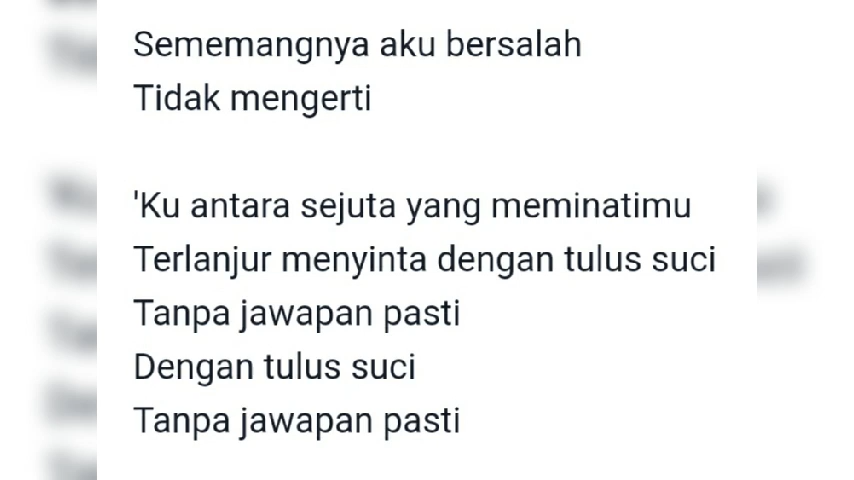 Sememangnya aku bersalah
Tidak mengerti
'Ku antara sejuta yang meminatimu
Terlanjur menyinta dengan tulus suci
Tanpa jawapan pasti
Dengan tulus suci
Tanpa jawapan pasti